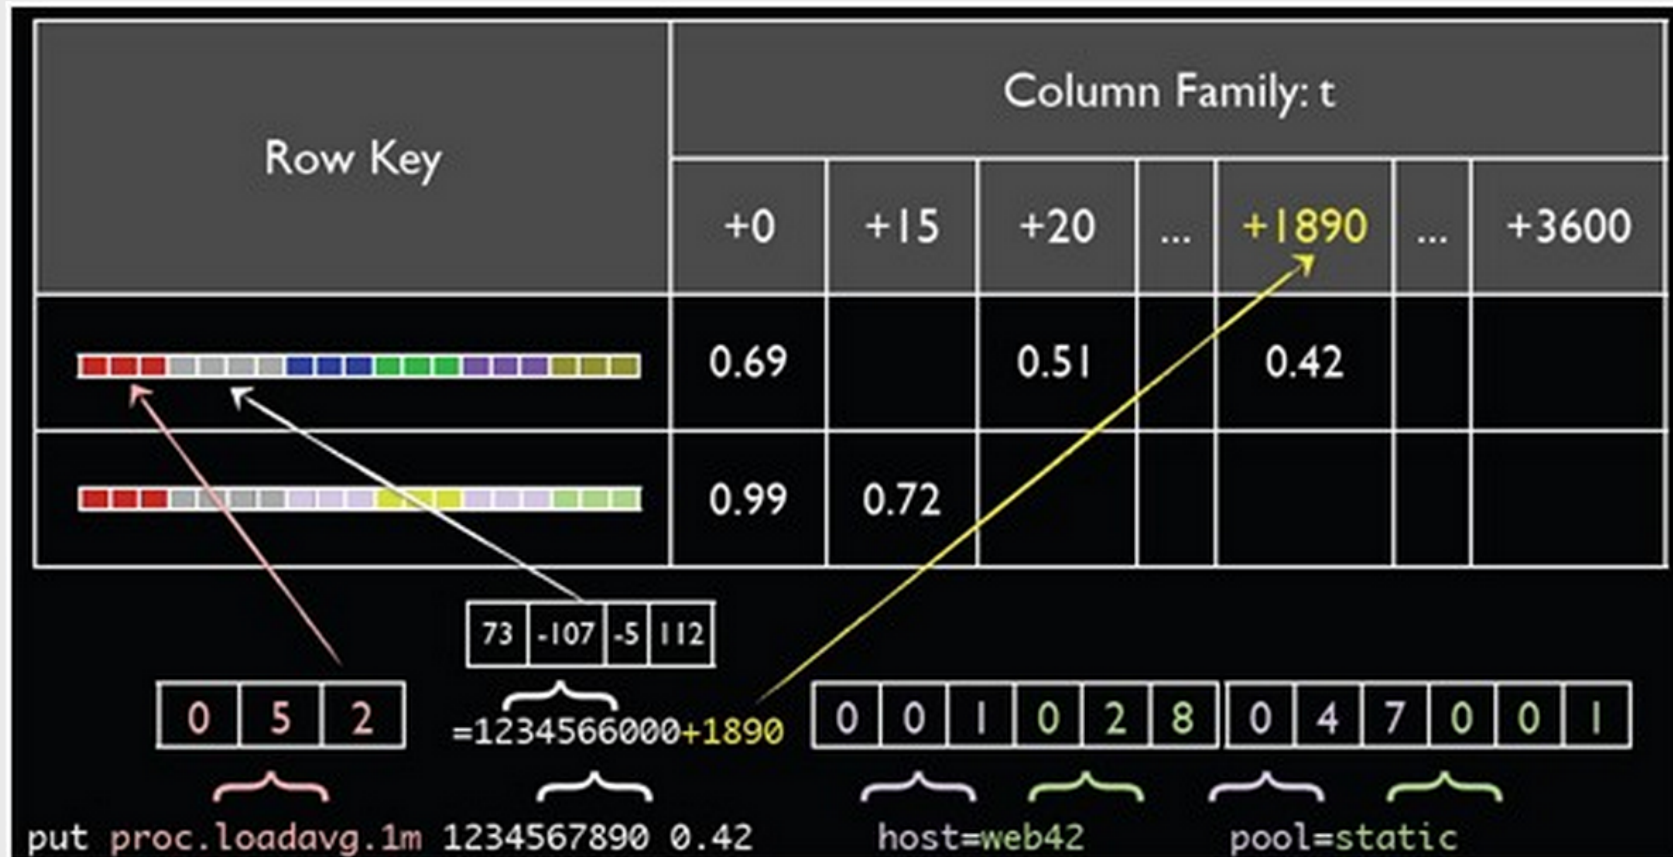 Row Key
Column Family: t
+0 +15 +20 ... +1890 ... +3600
0.69 0.51 0.42
0.99 0.72
73 -107 -5 112
0 5 2
=1234566000+1890
0 0 1 0 2 8 0 4 7 0 0 1
put proc.loadavg.1m 1234567890 0.42 host=web42 pool=static